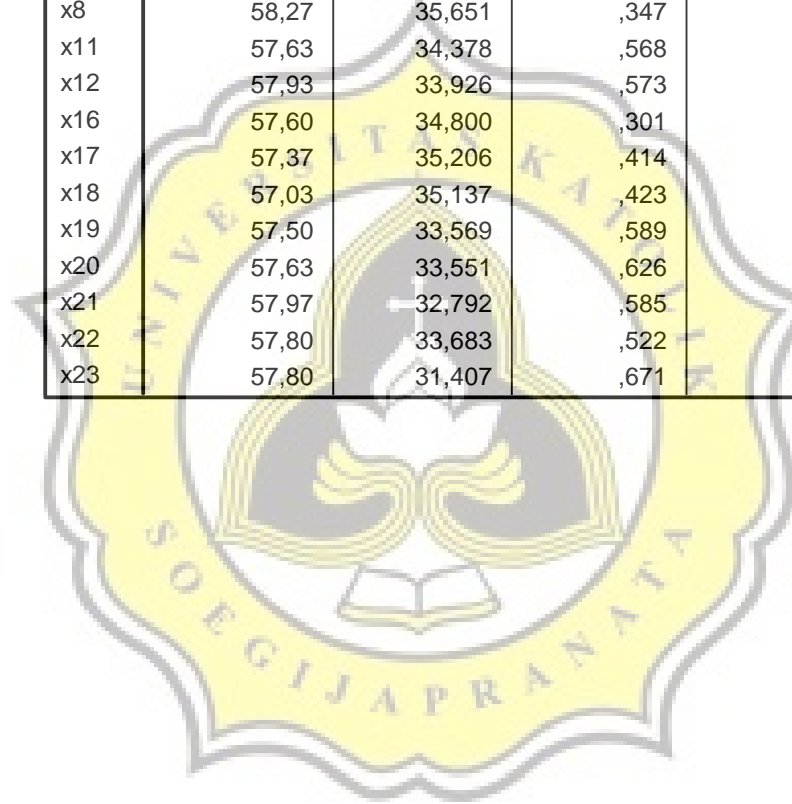 x8 58,27 35,651 ,347
x11 57,63 34,378 ,568
x12 57,93 33,926 ,573
x16 57,60 34,800 ,301
x17 57,37 35,206 ,414
x18 57,03 35,137 ,423
x19 57,50 33,569 ,589
x20 57,63 33,551 ,626
x21 57,97 32,792 ,585
x22 57,80 33,683 ,522
x23 57,80 31,407 ,671
UNIVERSITAS KATOLIK
SOEGIJAPRANATA